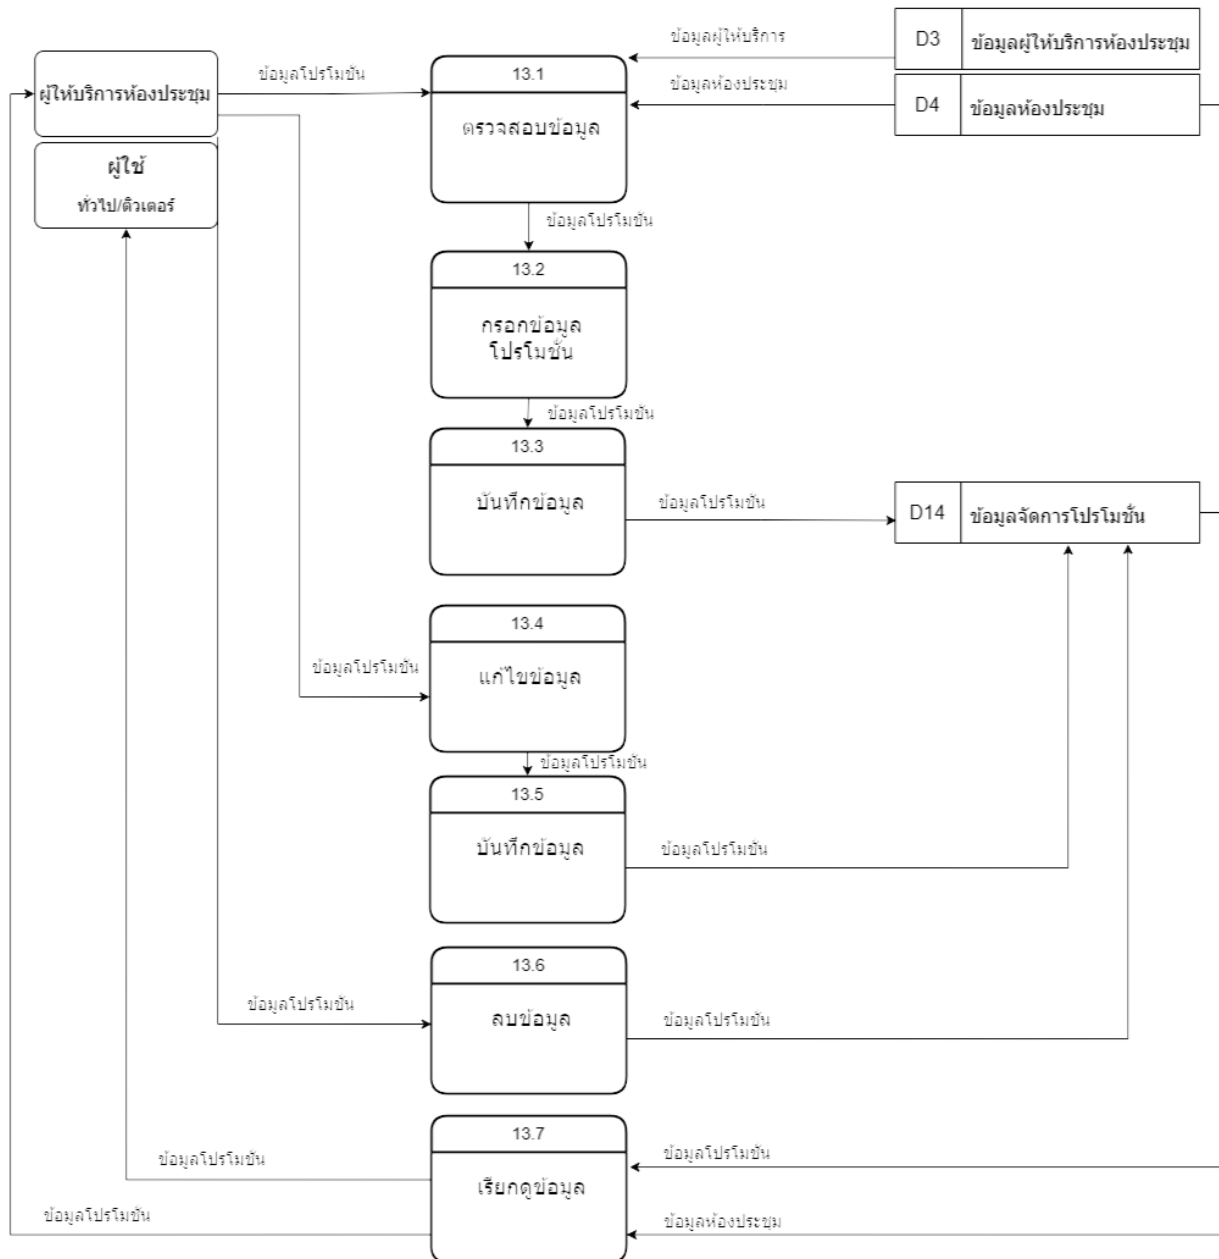 ข้อมูลผู้ให้บริการ
D3
ข้อมูลผู้ให้บริการห้องประชุม
ผู้ให้บริการห้องประชุม
ข้อมูลโปรโมชัน
13.1
ตรวจสอบข้อมูล
ข้อมูลห้องประชุม
D4
ข้อมูลห้องประชุม
ผู้ใช้
ทั่วไป/ติวเตอร์
ข้อมูลโปรโมชัน
13.2
กรอกข้อมูล
โปรโมชั่น
ข้อมูลโปรโมชัน
13.3
บันทึกข้อมูล
ข้อมูลโปรโมชัน
D14
ข้อมูลจัดการโปรโมชั่น
13.4
แก้ไขข้อมูล
ข้อมูลโปรโมชัน
ข้อมูลโปรโมชัน
13.5
บันทึกข้อมูล
ข้อมูลโปรโมชัน
13.6
ลบข้อมูล
ข้อมูลโปรโมชัน
ข้อมูลโปรโมชัน
13.7
เรียกดูข้อมูล
ข้อมูลโปรโมชัน
ข้อมูลโปรโมชัน
ข้อมูลโปรโมชัน
ข้อมูลห้องประชุม